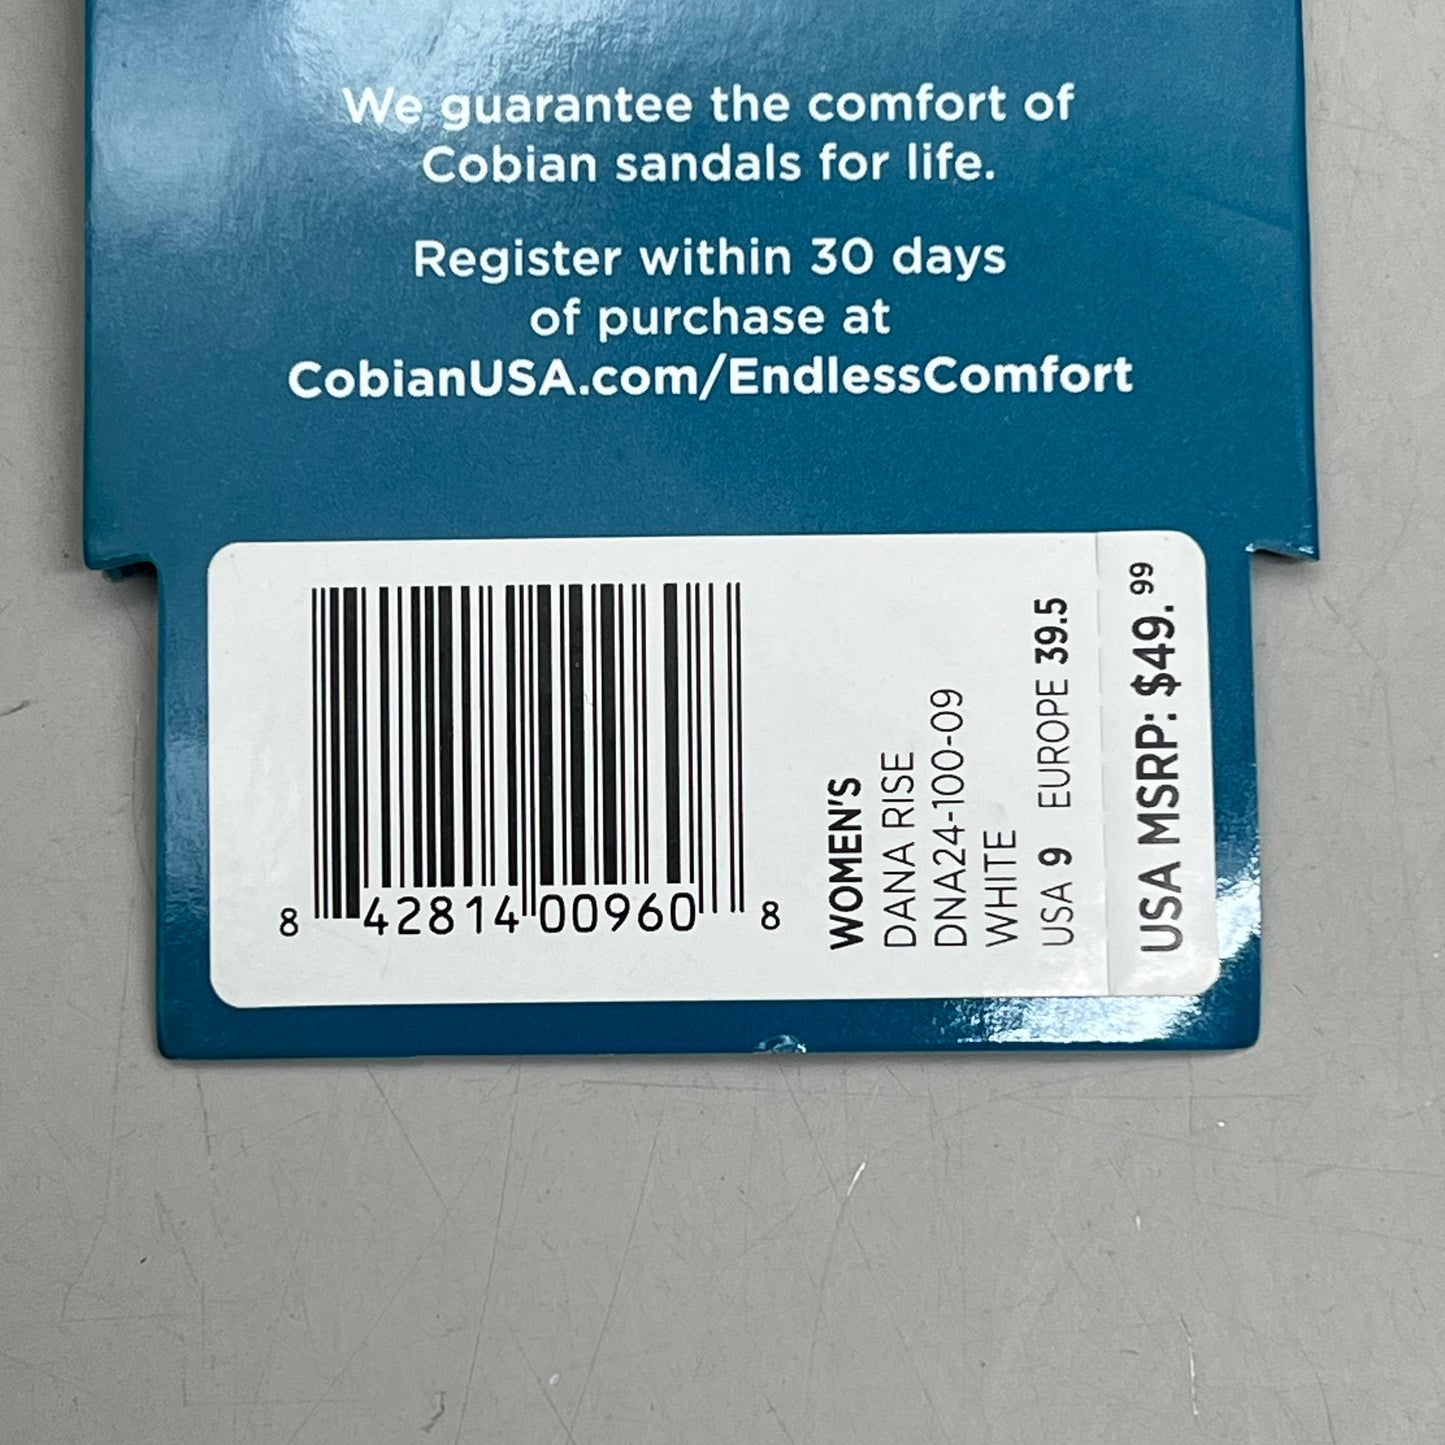 We guarantee the comfort of
Cobian sandals for life.
Register within 30 days
of purchase at
CobianUSA.com/EndlessComfort
8 42814 00960 8
WOMEN'S
DANA RISE
DNA24-100-09
WHITE
USA 9 EUROPE 39.5
USA MSRP: $49.99